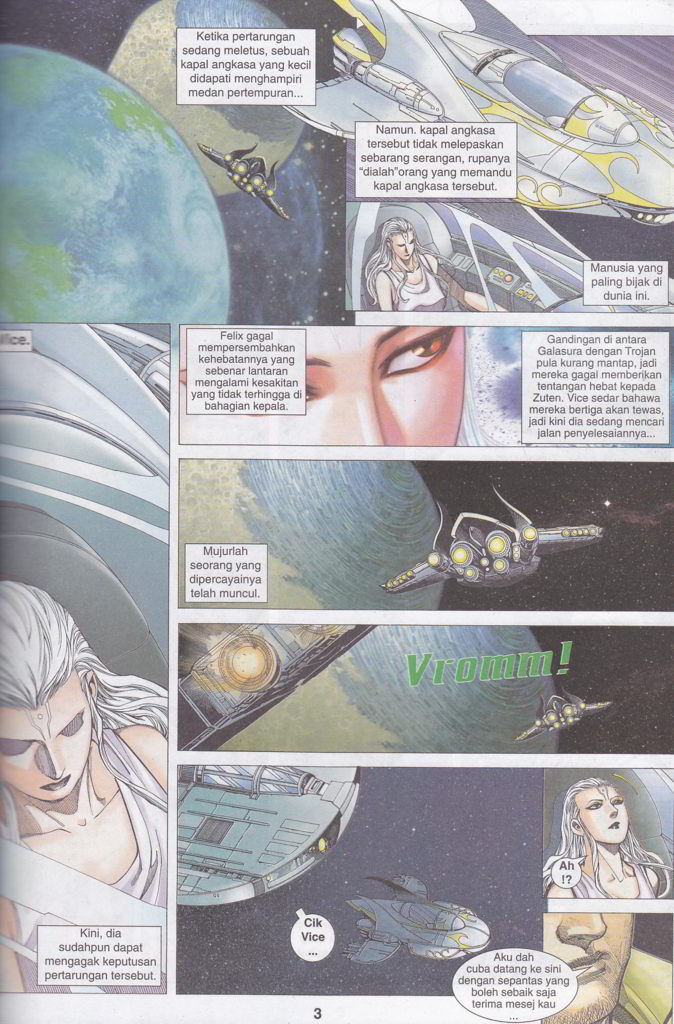 Ketika pertarungan
sedang meletus, sebuah
kapal angkasa yang kecil
didapati menghampiri
medan pertempuran...
Namun. kapal angkasa
tersebut tidak melepaskan
sebarang serangan, rupanya
“dialah”orang yang memandu
kapal angkasa tersebut.
Manusia yang
paling bijak di
dunia ini.
Vice.
Felix gagal
mempersembahkan
kehebatannya yang
sebenar lantaran
mengalami kesakitan
yang tidak terhingga di
bahagian kepala.
Gandingan di antara
Galasura dengan Trojan
pula kurang mantap, jadi
mereka gagal memberikan
tentangan hebat kepada
Zuten. Vice sedar bahawa
mereka bertiga akan tewas,
jadi kini dia sedang mencari
jalan penyelesaiannya...
Mujurlah
seorang yang
dipercayainya
telah muncul.
Vromm!
Kini, dia
sudahpun dapat
mengagak keputusan
pertarungan tersebut.
Cik
Vice
...
Ah
!?
Aku dah
cuba datang ke sini
dengan sepantas yang
boleh sebaik saja
terima mesej kau
...
3